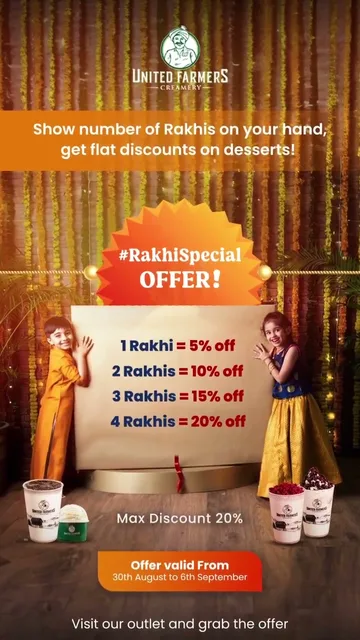 UNITED FARMERS
CREAMERY
Show number of Rakhis on your hand,
get flat discounts on desserts!
#RakhiSpecial
OFFER!
1 Rakhi = 5% off
2 Rakhis = 10% off
3 Rakhis = 15% off
4 Rakhis = 20% off
Max Discount 20%
Offer valid From
30th August to 6th September
Visit our outlet and grab the offer